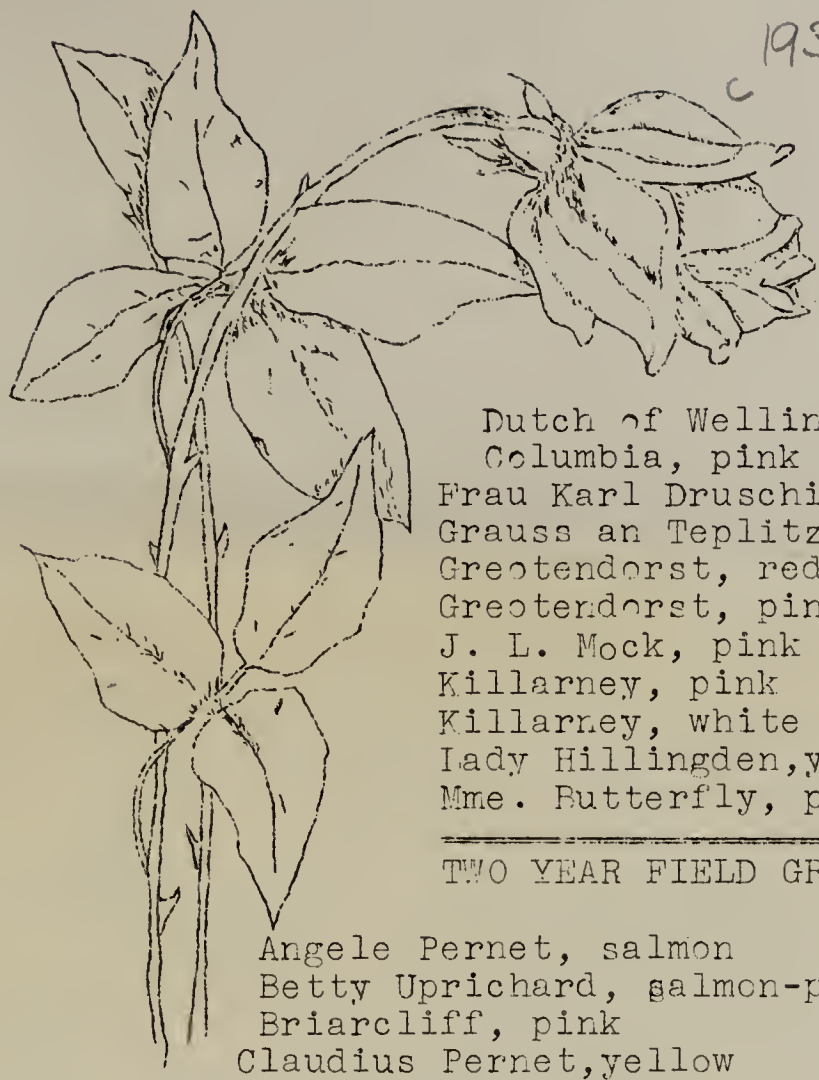 193
c
Dutch of Wellin
Columbia, pink
Frau Karl Druschi
Grauss an Teplitz
Greotendorst, red
Greotendorst, pin
J. L. Mock, pink
Killarney, pink
Killarney, white
Lady Hillingden,y
Mme. Butterfly, p
TWO YEAR FIELD GR
Angele Pernet, salmon
Betty Uprichard, salmon-p
Briarcliff, pink
Claudius Pernet,yellow